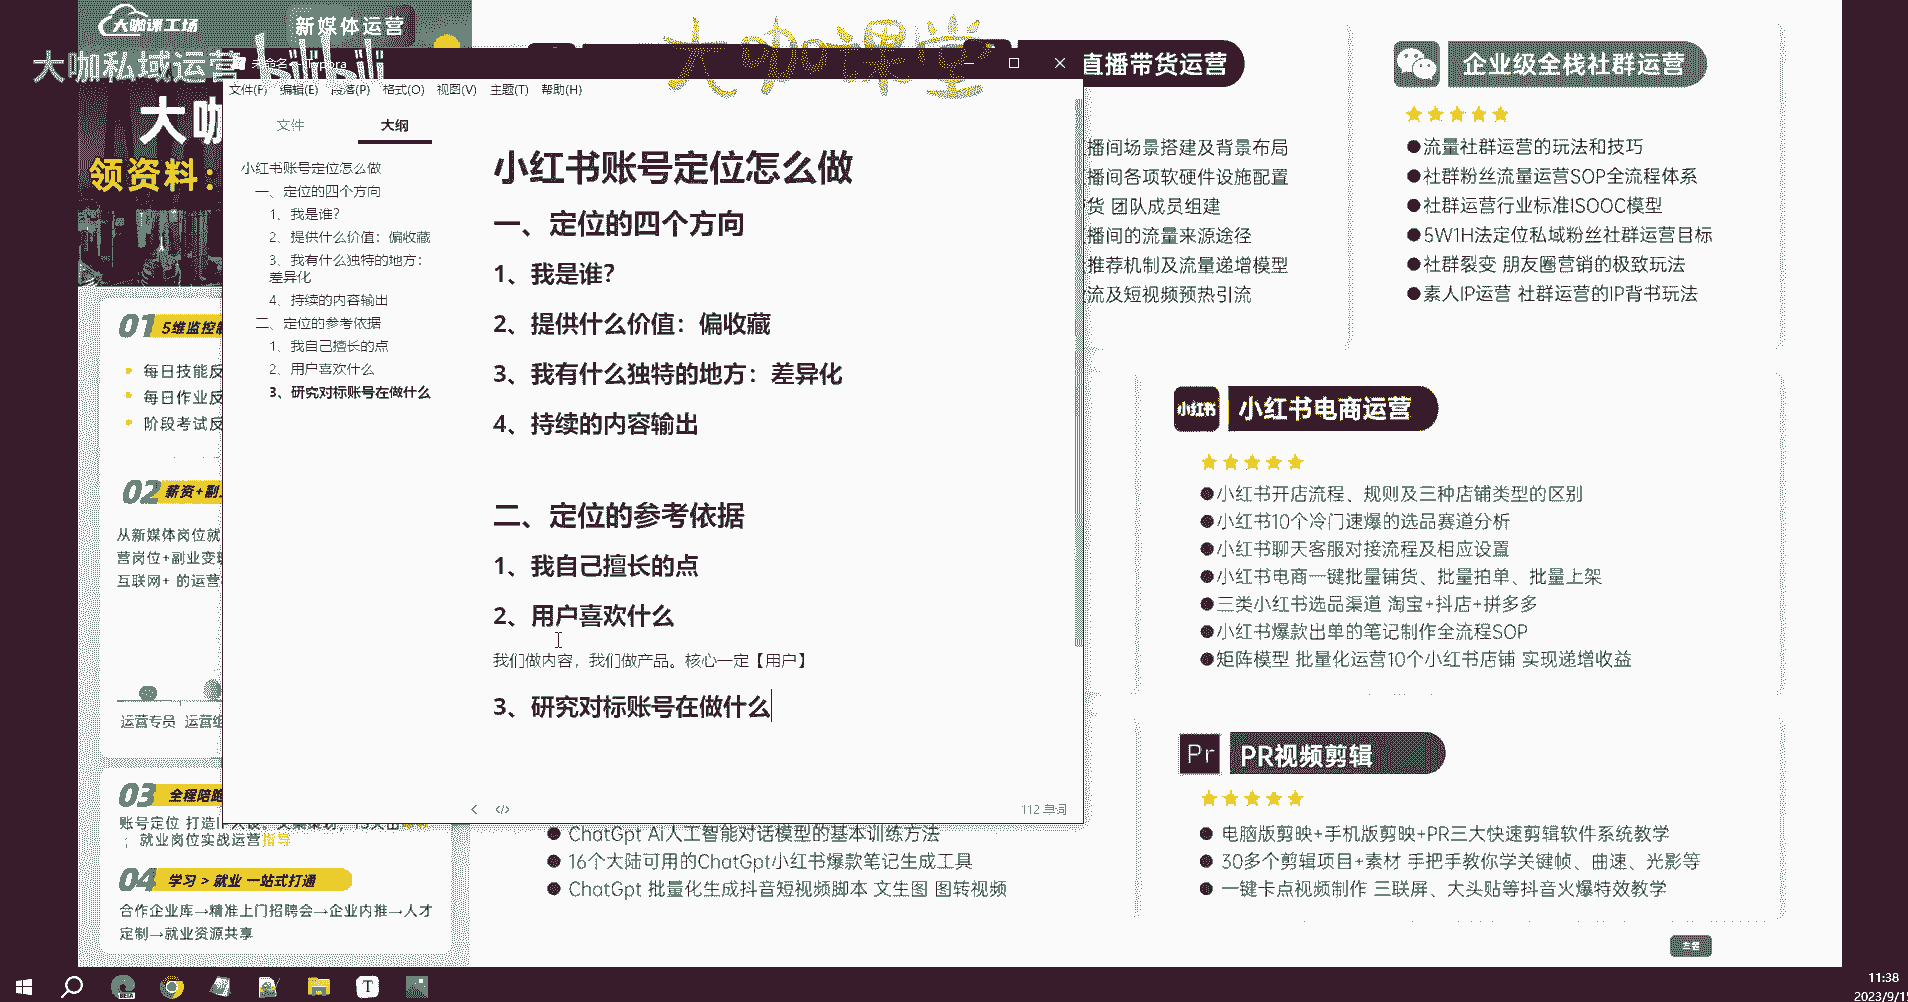 大咖课工场
新媒体运营
大咖私域运营
bilibili
大咖课堂
大咖
领资料：
文件(F) 编辑(E) 段落(P) 格式(O) 视图(V) 主题(T) 帮助(H)
文件
大纲
小红书账号定位怎么做
一、定位的四个方向
1、我是谁？
2、提供什么价值：偏收藏
3、我有什么独特的地方：
差异化
4、持续的内容输出
二、定位的参考依据
1、我自己擅长的点
2、用户喜欢什么
3、研究对标账号在做什么
小红书账号定位怎么做
一、定位的四个方向
1、我是谁？
2、提供什么价值：偏收藏
3、我有什么独特的地方：差异化
4、持续的内容输出
二、定位的参考依据
1、我自己擅长的点
2、用户喜欢什么
我们做内容，我们做产品。核心一定【用户】
3、研究对标账号在做什么
112 单词
直播带货运营
播间场景搭建及背景布局
播间各项软硬件设施配置
货 团队成员组建
播间的流量来源途径
推荐机制及流量递增模型
流及短视频预热引流
企业级全栈社群运营
●流量社群运营的玩法和技巧
●社群粉丝流量运营SOP全流程体系
●社群运营行业标准ISOOC模型
●5W1H法定位私域粉丝社群运营目标
●社群裂变 朋友圈营销的极致玩法
●素人IP运营 社群运营的IP背书玩法
小红书
小红书电商运营
●小红书开店流程、规则及三种店铺类型的区别
●小红书10个冷门速爆的选品赛道分析
●小红书聊天客服对接流程及相应设置
●小红书电商一键批量铺货、批量拍单、批量上架
●三类小红书选品渠道 淘宝+抖店+拼多多
●小红书爆款出单的笔记制作全流程SOP
●矩阵模型 批量化运营10个小红书店铺 实现递增收益
Pr PR视频剪辑
● 电脑版剪映+手机版剪映+PR三大快速剪辑软件系统教学
● 30多个剪辑项目+素材 手把手教你学关键帧、曲速、光影等
● 一键卡点视频制作 三联屏、大头贴等抖音火爆特效教学
● ChatGpt AI人工智能对话模型的基本训练方法
● 16个大陆可用的ChatGpt小红书爆款笔记生成工具
● ChatGpt 批量化生成抖音短视频脚本 文生图 图转视频
01 5维监控
每日技能反
每日作业反
阶段考试反
02 薪资+副
从新媒体岗位就
营岗位+副业变
互联网+ 的运营
运营专员 运营组
03 全程陪跑
账号定位 打造
就业岗位实战运营指导
04 学习 > 就业 一站式打通
合作企业库→精准上门招聘会→企业内推→人才
定制→就业资源共享
11:38
2023/9/1